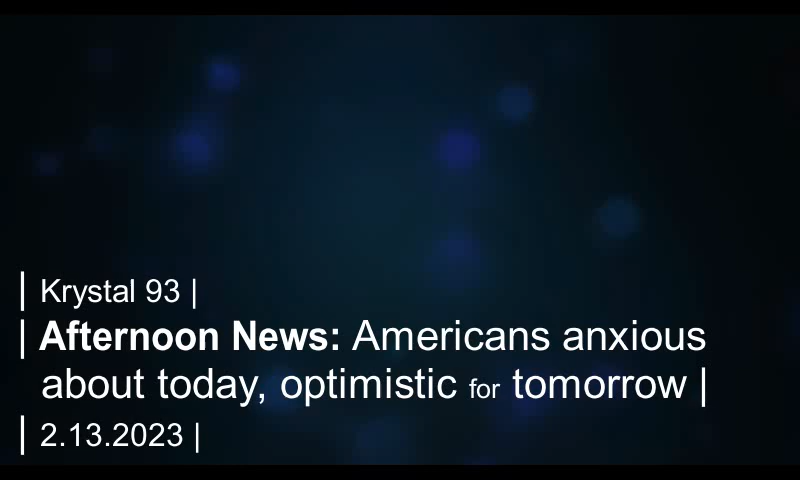 | Krystal 93 |
| Afternoon News: Americans anxious
about today, optimistic for tomorrow |
| 2.13.2023 |